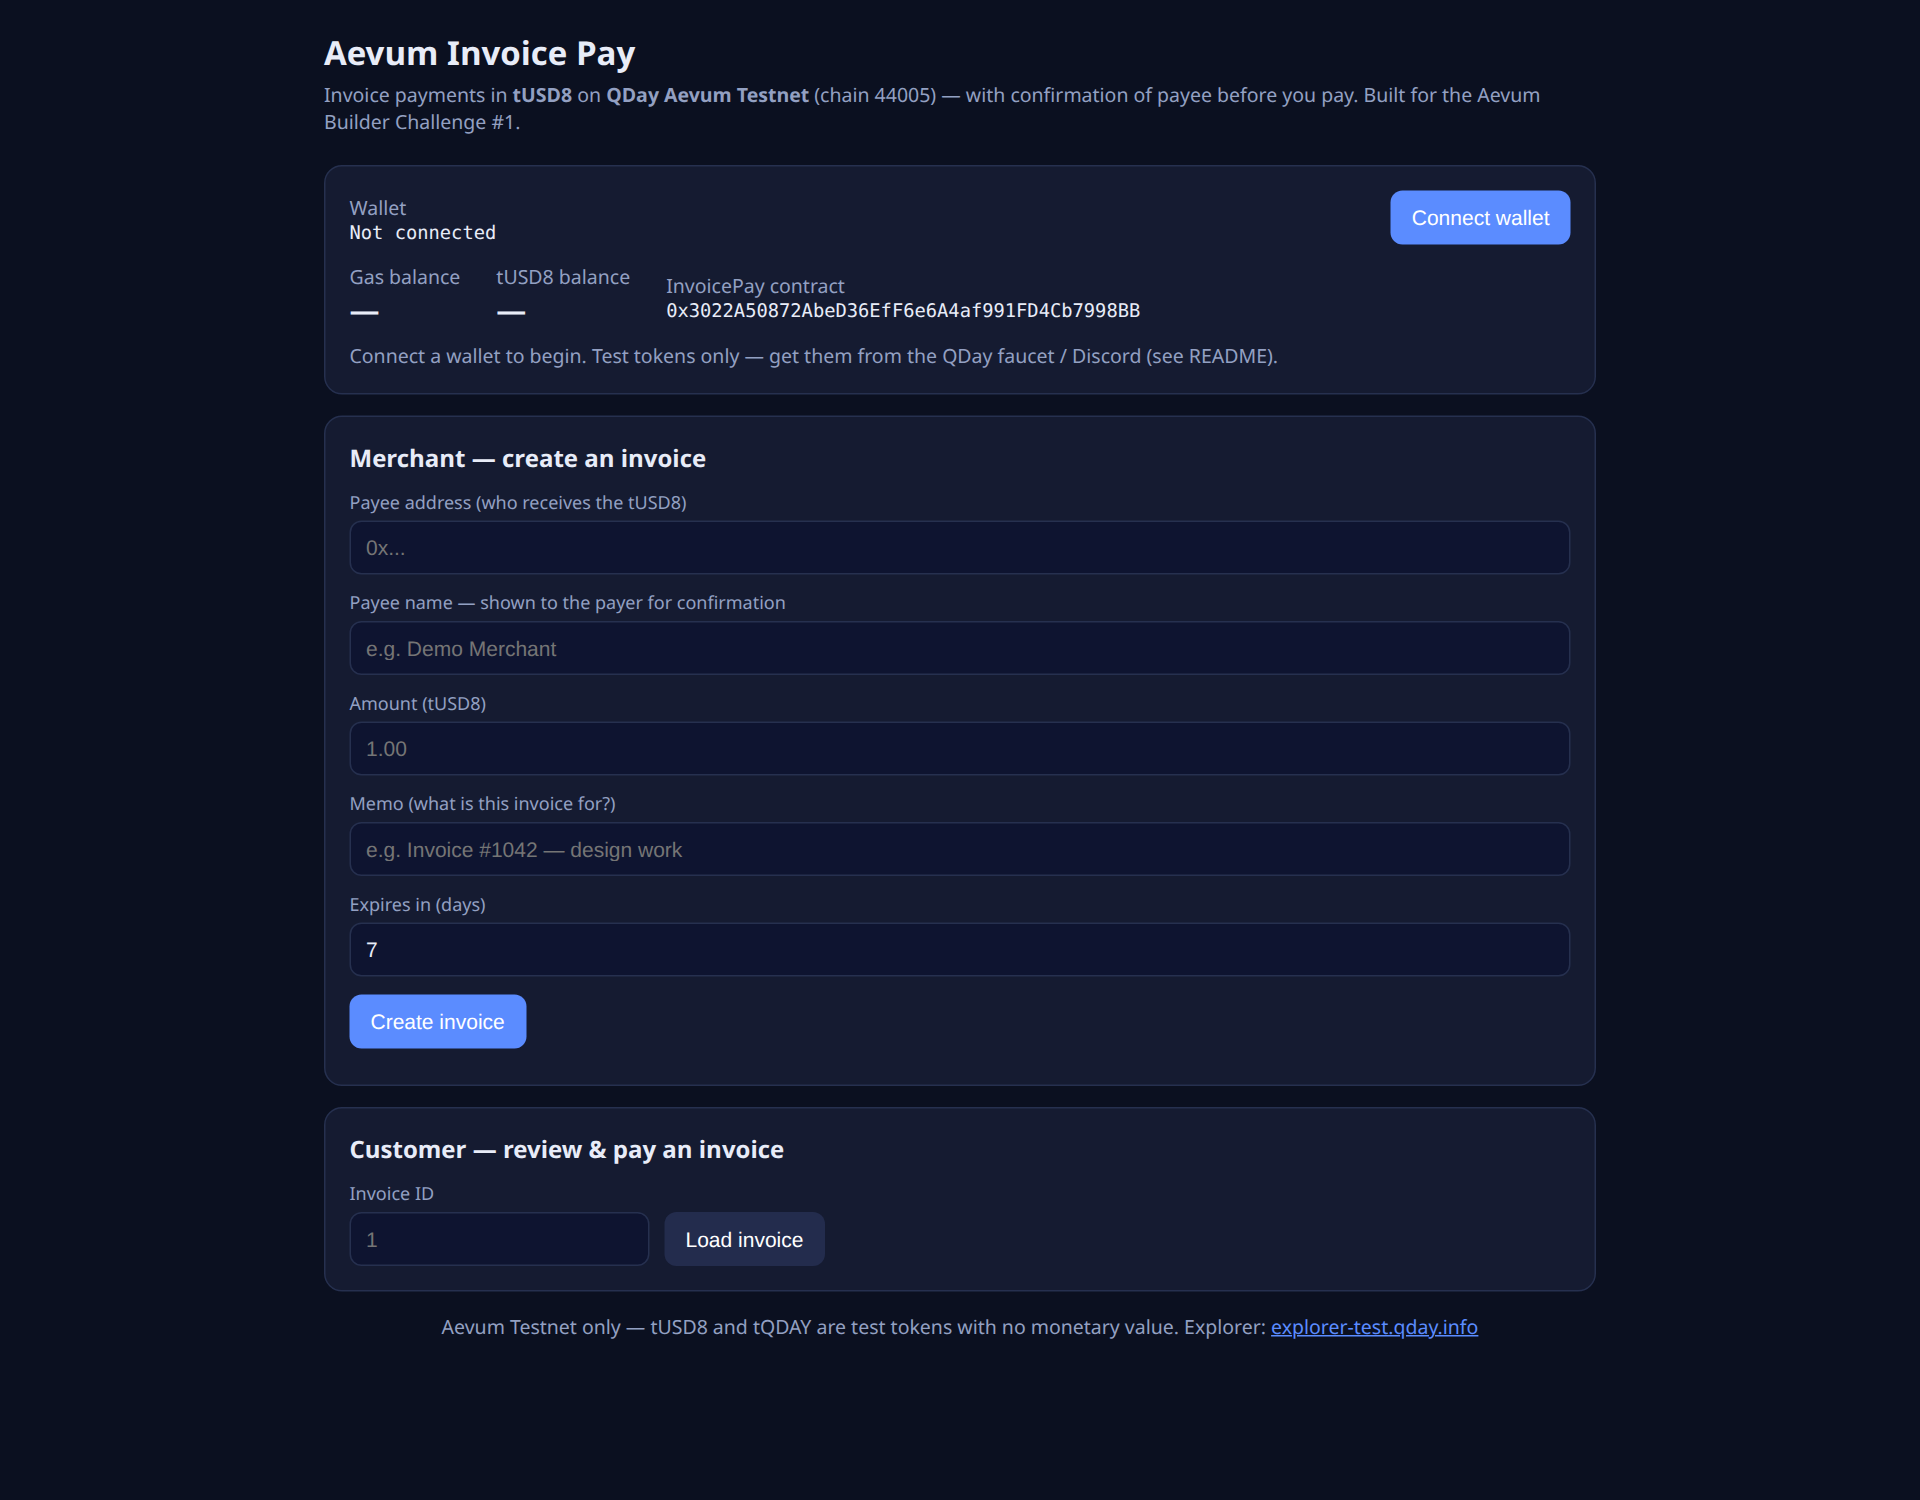 Aevum Invoice Pay
Invoice payments in tUSD8 on QDay Aevum Testnet (chain 44005) — with confirmation of payee before you pay. Built for the Aevum
Builder Challenge #1.
Wallet
Not connected
Connect wallet
Gas balance
—
tUSD8 balance
—
InvoicePay contract
0x3022A50872AbeD36EfF6e6A4af991FD4Cb7998BB
Connect a wallet to begin. Test tokens only — get them from the QDay faucet / Discord (see README).
Merchant — create an invoice
Payee address (who receives the tUSD8)
0x...
Payee name — shown to the payer for confirmation
e.g. Demo Merchant
Amount (tUSD8)
1.00
Memo (what is this invoice for?)
e.g. Invoice #1042 — design work
Expires in (days)
7
Create invoice
Customer — review & pay an invoice
Invoice ID
1
Load invoice
Aevum Testnet only — tUSD8 and tQDAY are test tokens with no monetary value. Explorer: explorer-test.qday.info